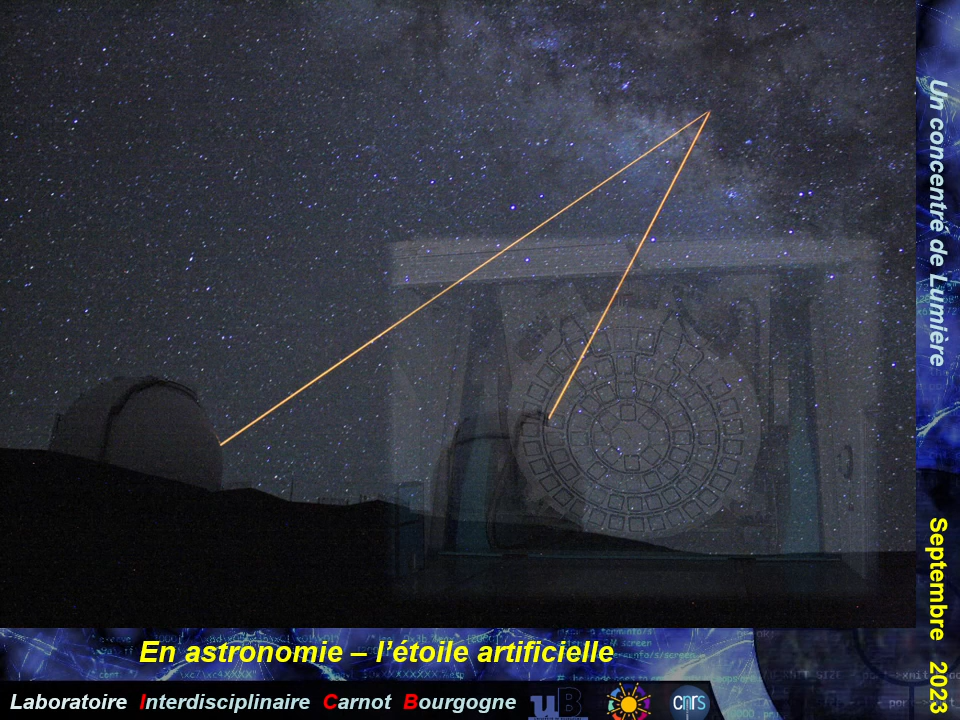 Un concentré de Lumière
Septembre 2023
En astronomie – l’étoile artificielle
Laboratoire Interdisciplinaire Carnot Bourgogne
uB
cnrs